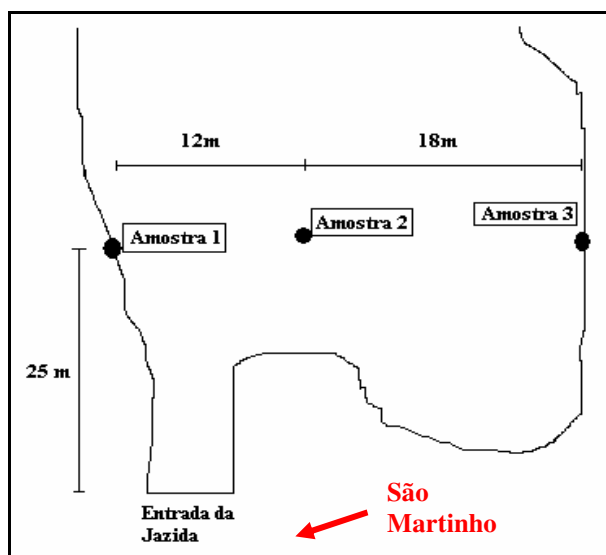 12m
18m
Amostra 1
Amostra 2
Amostra 3
25 m
Entrada da
Jazida
São
Martinho